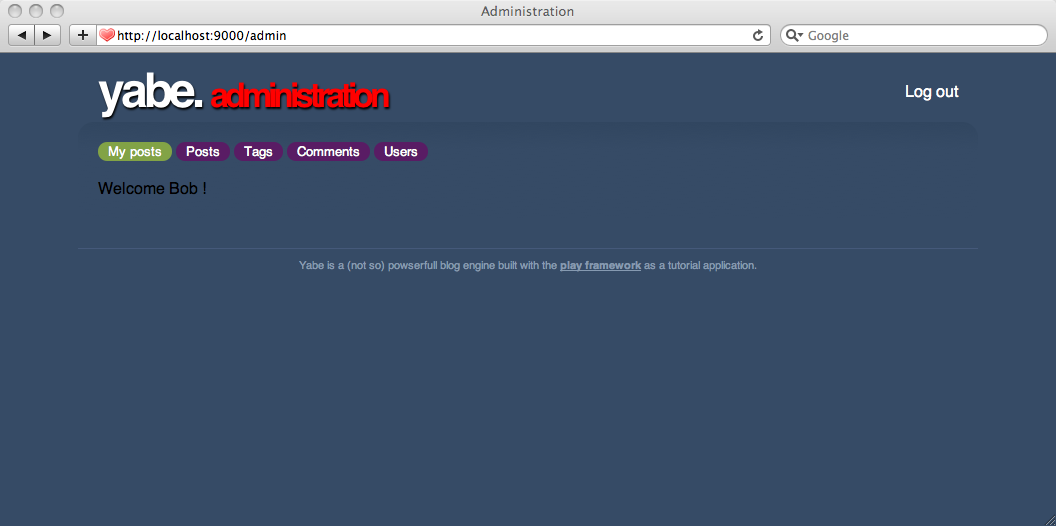 Administration
http://localhost:9000/admin
Google
yabe. administration
Log out
My posts Posts Tags Comments Users
Welcome Bob !
Yabe is a (not so) powserfull blog engine built with the play framework as a tutorial application.